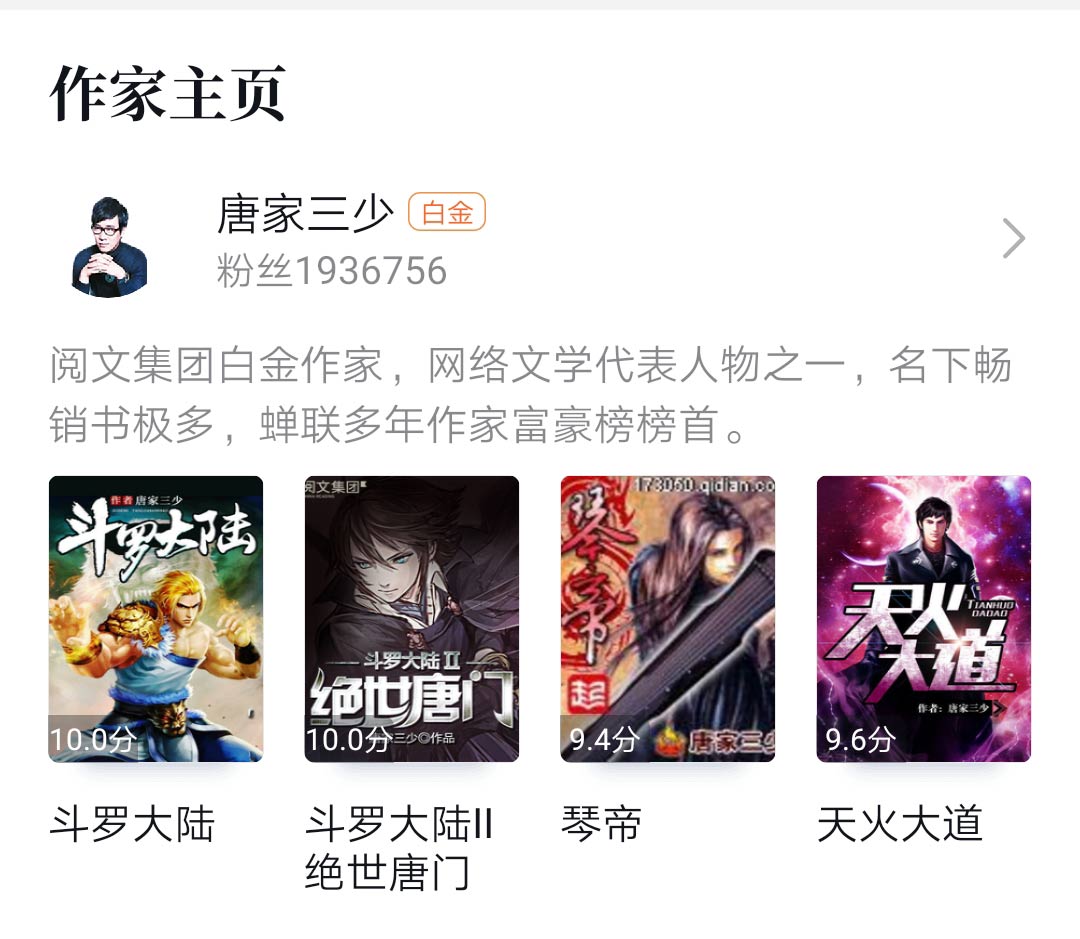 作家主页
唐家三少 白金
粉丝1936756
阅文集团白金作家，网络文学代表人物之一，名下畅
销书极多，蝉联多年作家富豪榜榜首。
作者 唐家三少
斗罗大陆
10.0分
阅文集团
斗罗大陆II
绝世唐门
三少◎作品
10.0分
173060.qidian.co
琴帝
起
唐家三少
9.4分
天火大道
TIANHUO
DADAO
作者：唐家三少
9.6分
斗罗大陆
斗罗大陆II
绝世唐门
琴帝
天火大道